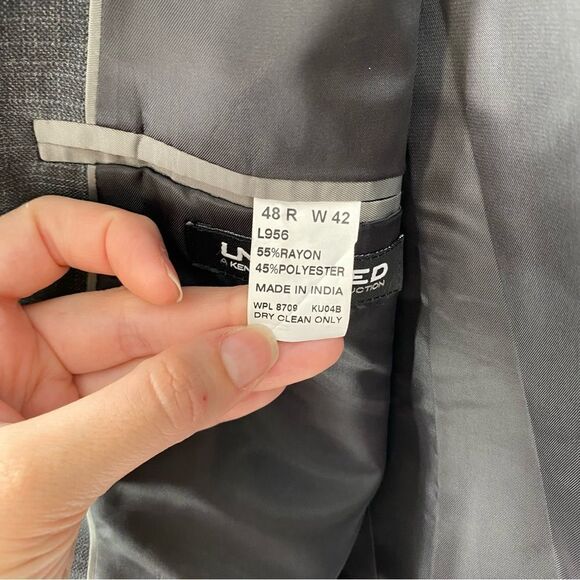 48 R W 42
L956
55%RAYON
45%POLYESTER
MADE IN INDIA
WPL 8709 KU04B
DRY CLEAN ONLY